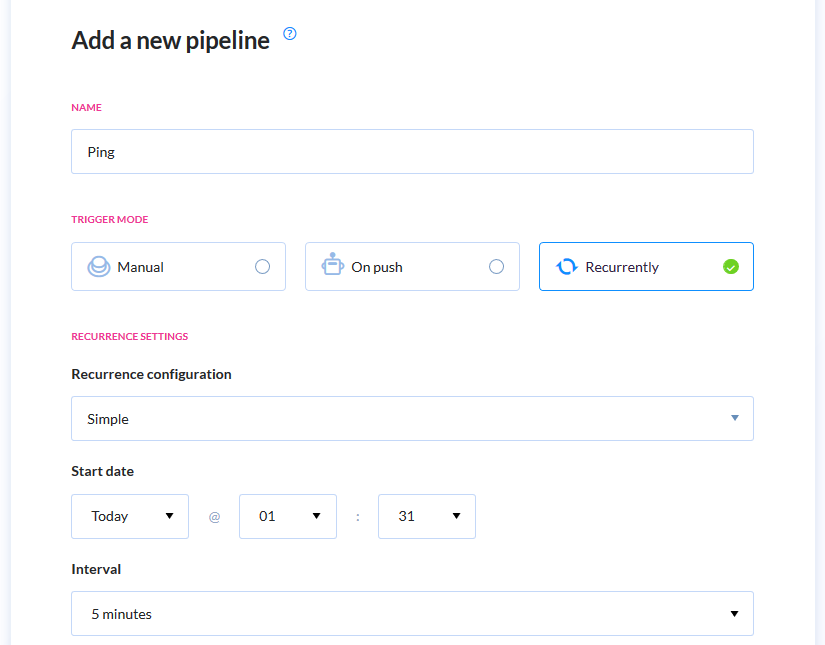 Add a new pipeline ?
NAME
Ping
TRIGGER MODE
Manual On push Recurrently
RECURRENCE SETTINGS
Recurrence configuration
Simple
Start date
Today @ 01 : 31
Interval
5 minutes